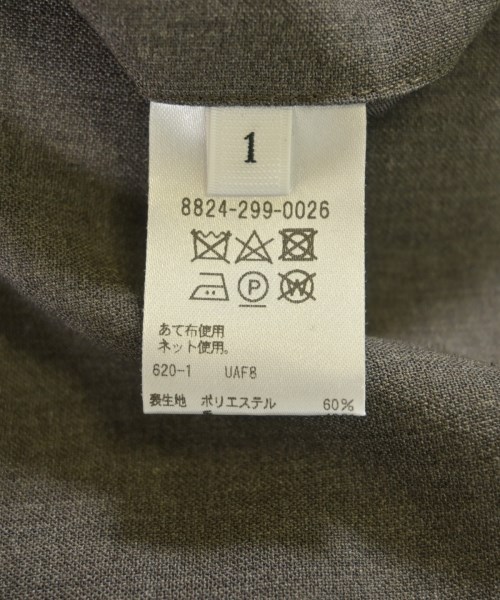 1
8824-299-0026
P W
あて布使用
ネット使用。
620-1 UAF8
表生地 ポリエステル 60%